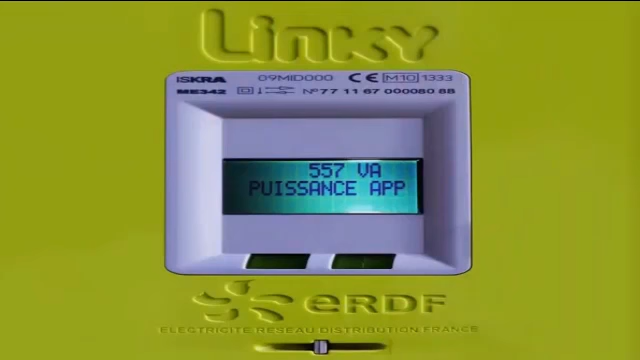 Linky
ISKRA 09MID000 CE M10 1333
ME342 Nº77 11 67 000080 88
557 VA
PUISSANCE APP
eRDF
ELECTRICITE RESEAU DISTRIBUTION FRANCE